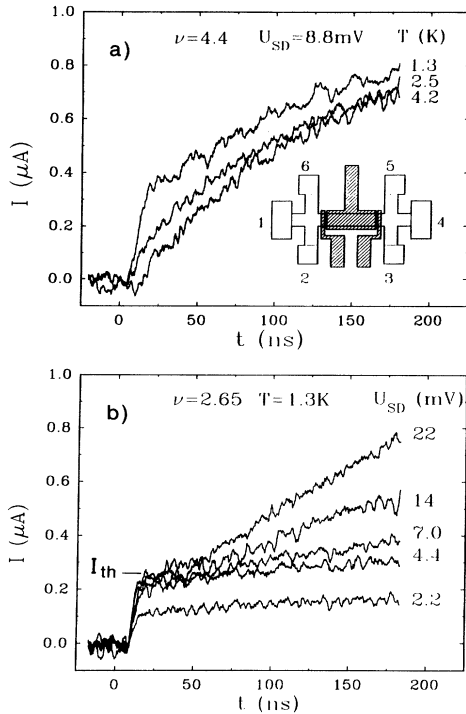 a) ν=4.4 U_SD=8.8mV T (K)
1.3
2.5
4.2
1.0
0.8
0.6
0.4
0.2
0.0
I (μA)
6 5
1 4
2 3
0 50 100 150 200
t (ns)
b) ν=2.65 T=1.3K U_SD (mV)
22
14
7.0
4.4
2.2
1.0
0.8
0.6
0.4
0.2
0.0
I (μA)
I_th
0 50 100 150 200
t (ns)